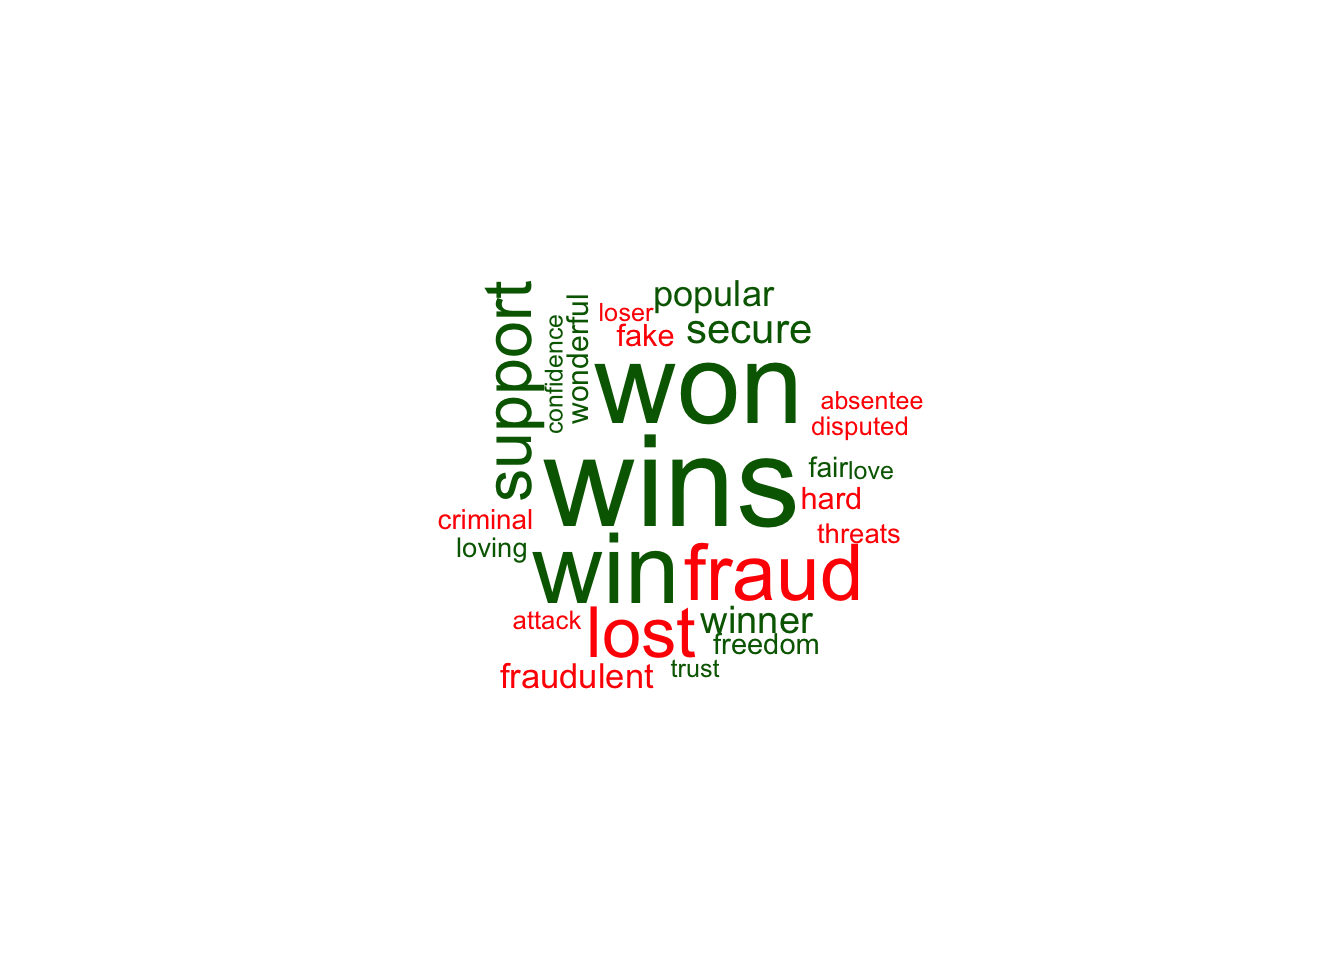 support
confidence
wonderful
loser
popular
fake
secure
won
absentee
disputed
wins
fair
love
hard
criminal
threats
loving
win
fraud
attack
lost
winner
freedom
fraudulent
trust